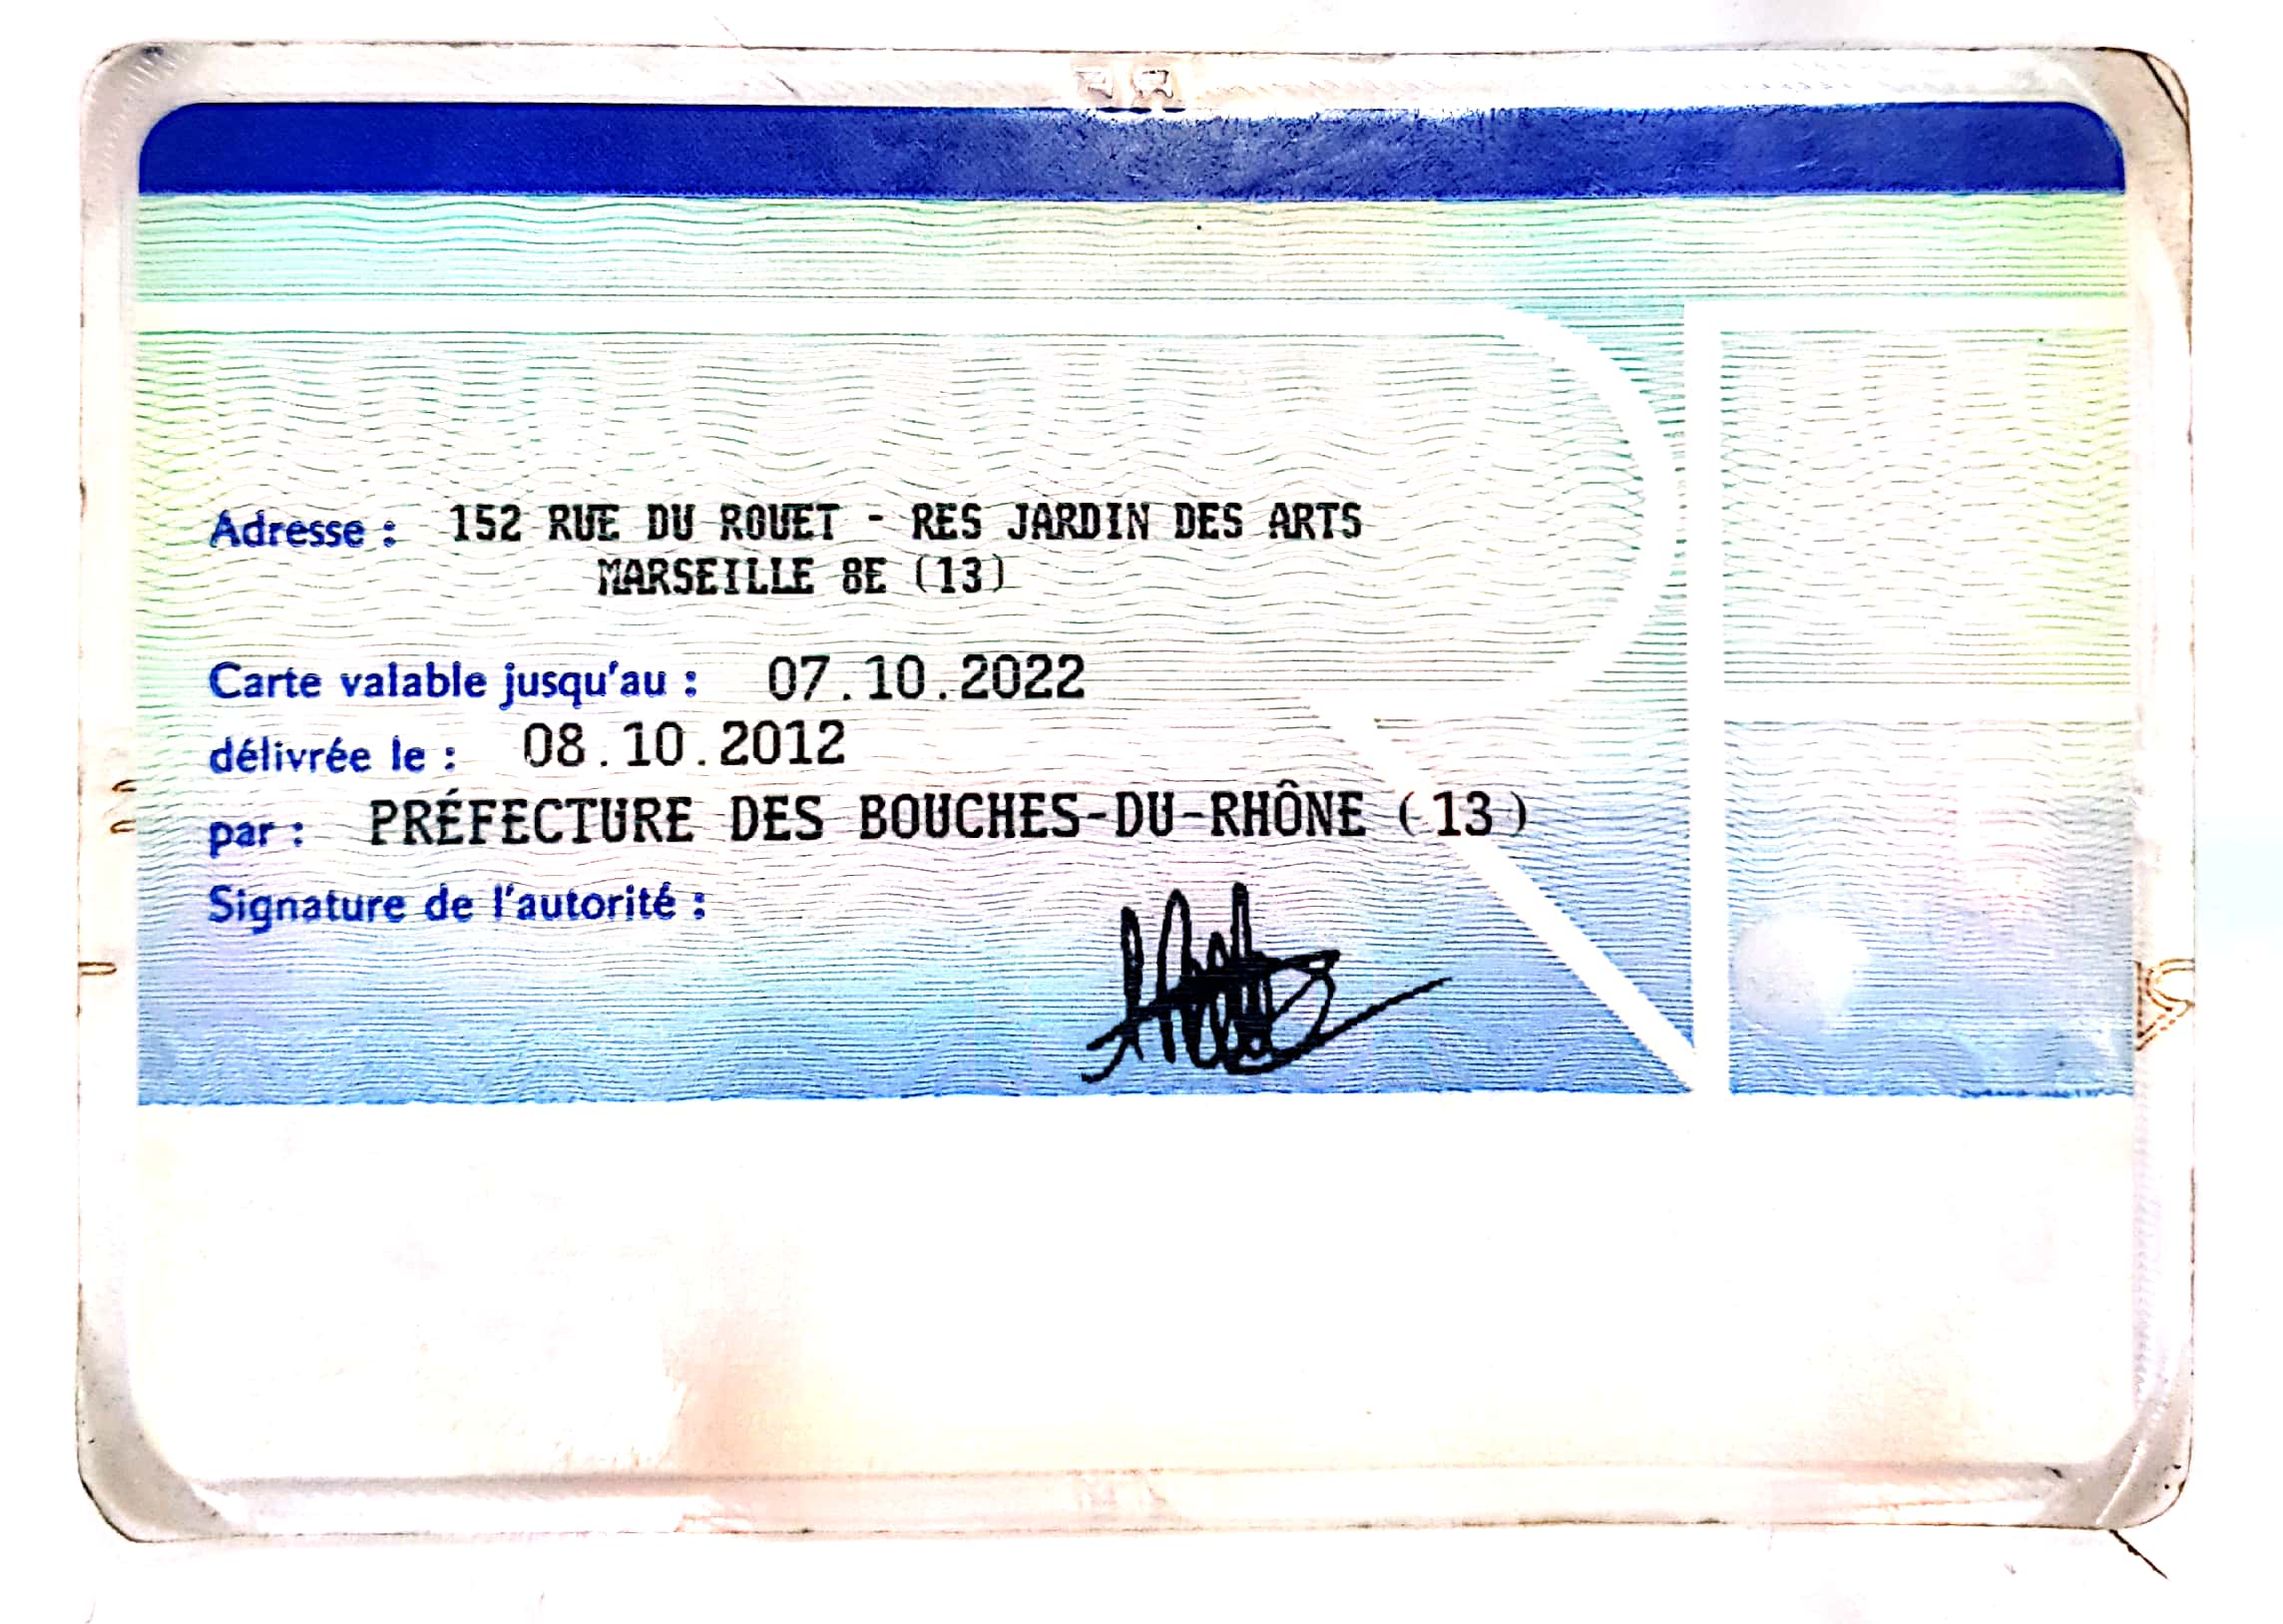 Adresse : 152 RUE DU ROUET - RES JARDIN DES ARTS
MARSEILLE 8E (13)
Carte valable jusqu'au : 07.10.2022
délivrée le : 08.10.2012
par : PRÉFECTURE DES BOUCHES-DU-RHÔNE (13)
Signature de l'autorité :